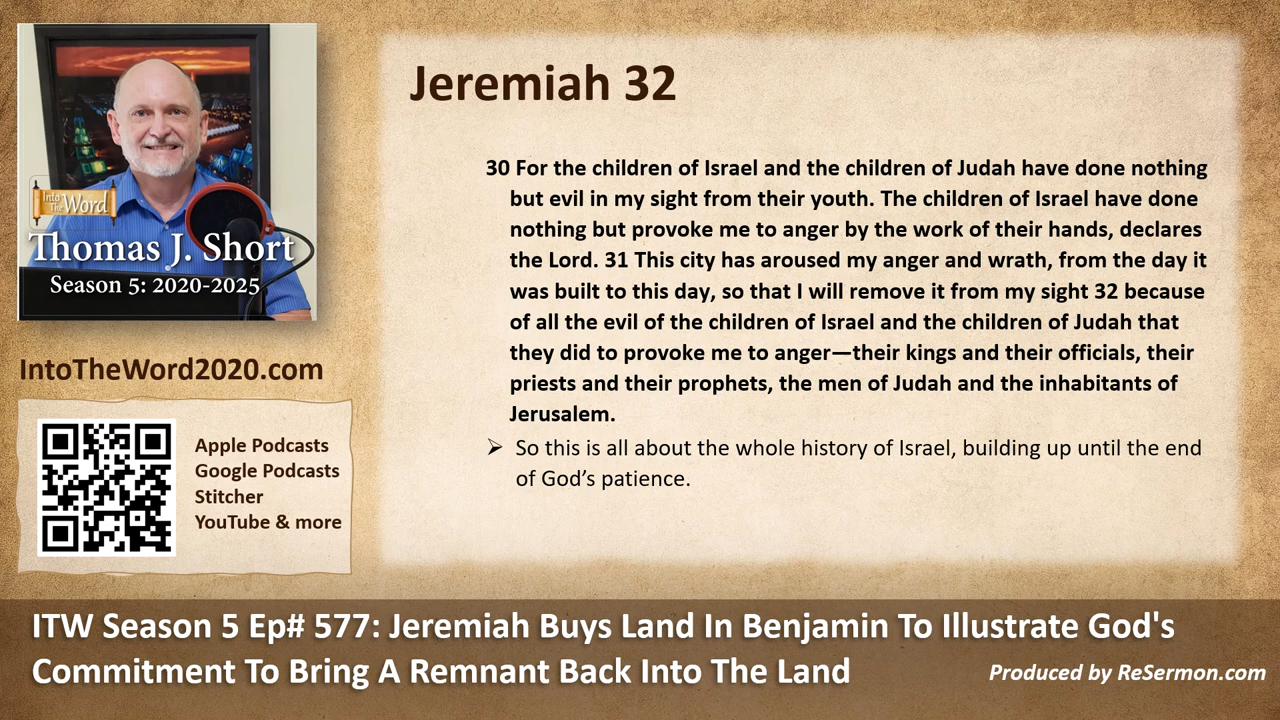 Into
The Word
Thomas J. Short
Season 5: 2020-2025
IntoTheWord2020.com
Apple Podcasts
Google Podcasts
Stitcher
YouTube & more
Jeremiah 32
30 For the children of Israel and the children of Judah have done nothing
but evil in my sight from their youth. The children of Israel have done
nothing but provoke me to anger by the work of their hands, declares
the Lord. 31 This city has aroused my anger and wrath, from the day it
was built to this day, so that I will remove it from my sight 32 because
of all the evil of the children of Israel and the children of Judah that
they did to provoke me to anger—their kings and their officials, their
priests and their prophets, the men of Judah and the inhabitants of
Jerusalem.
➢ So this is all about the whole history of Israel, building up until the end
of God’s patience.
ITW Season 5 Ep# 577: Jeremiah Buys Land In Benjamin To Illustrate God's
Commitment To Bring A Remnant Back Into The Land
Produced by ReSermon.com